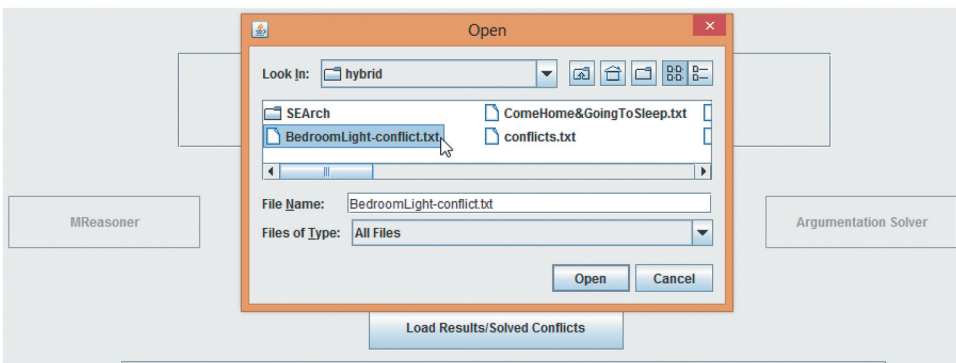 Open
Look In: hybrid
SEArch
ComeHome&GoingToSleep.txt
BedroomLight-conflict.txt
conflicts.txt
File Name: BedroomLight-conflict.txt
MReasoner
Argumentation Solver
Files of Type: All Files
Open Cancel
Load Results/Solved Conflicts